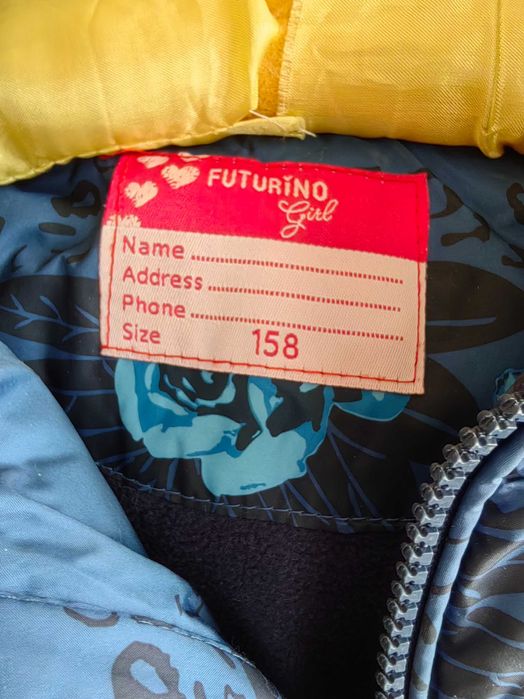 FUTURiNO
Girl
Name ........................
Address ........................
Phone ........................
Size 158